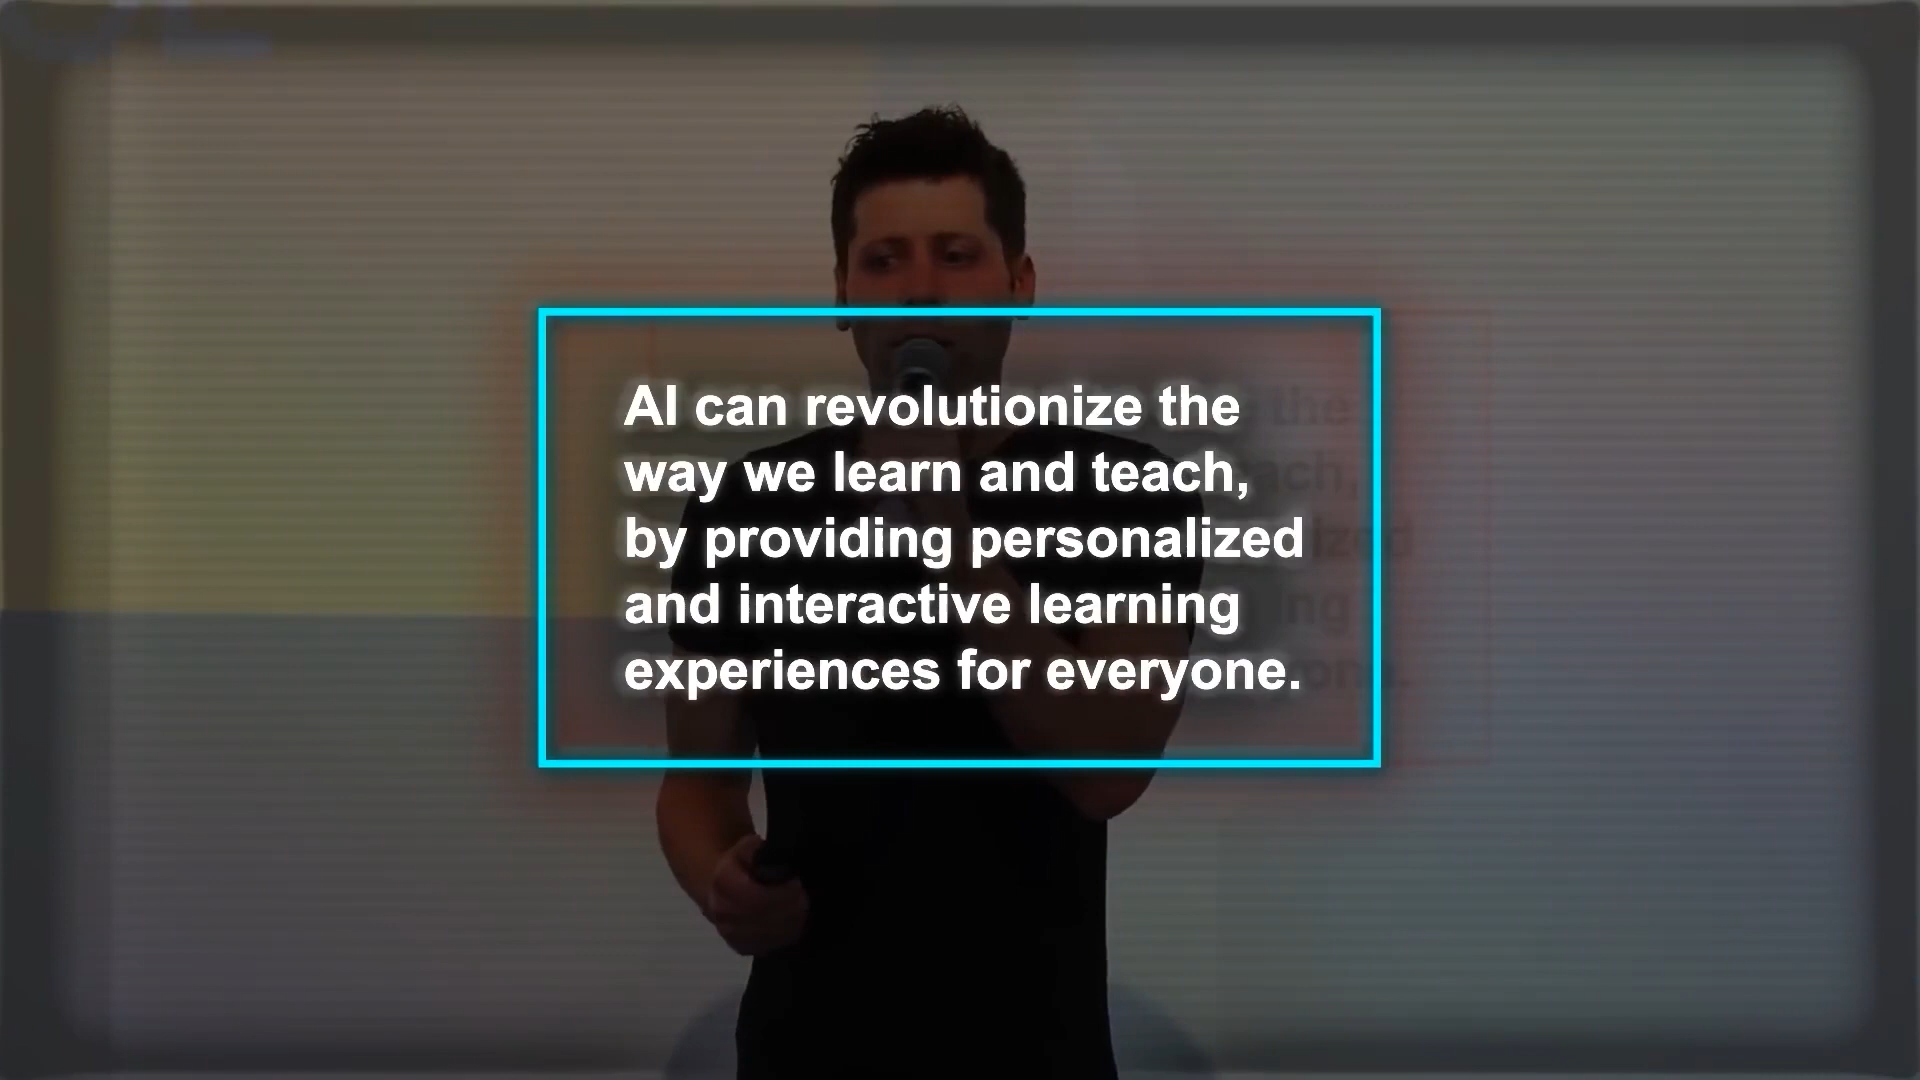 AI can revolutionize the
way we learn and teach,
by providing personalized
and interactive learning
experiences for everyone.